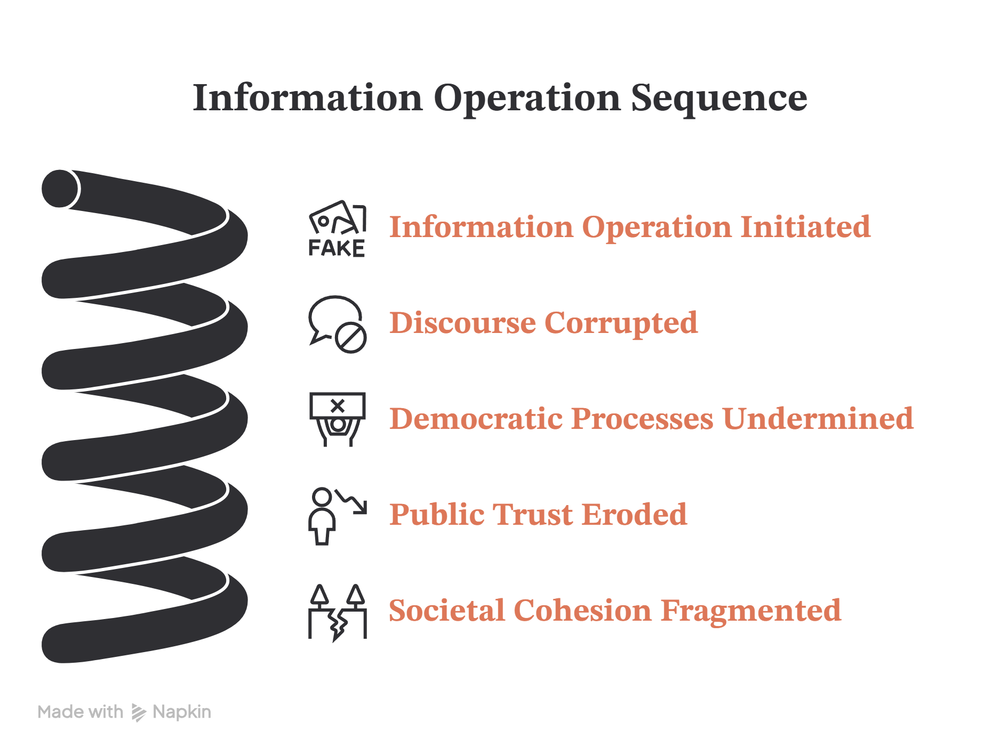 Information Operation Sequence
FAKE
Information Operation Initiated
Discourse Corrupted
Democratic Processes Undermined
Public Trust Eroded
Societal Cohesion Fragmented
Made with Napkin